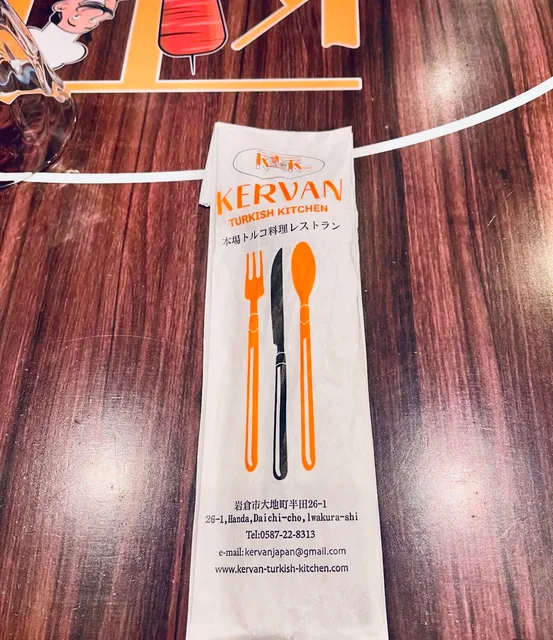 KERVAN
TURKISH KITCHEN
本場トルコ料理レストラン
岩倉市大地町半田26-1
26-1,Handa,Daichi-cho,Iwakura-shi
Tel:0587-22-8313
e-mail:kervanjapan@gmail.com
www.kervan-turkish-kitchen.com